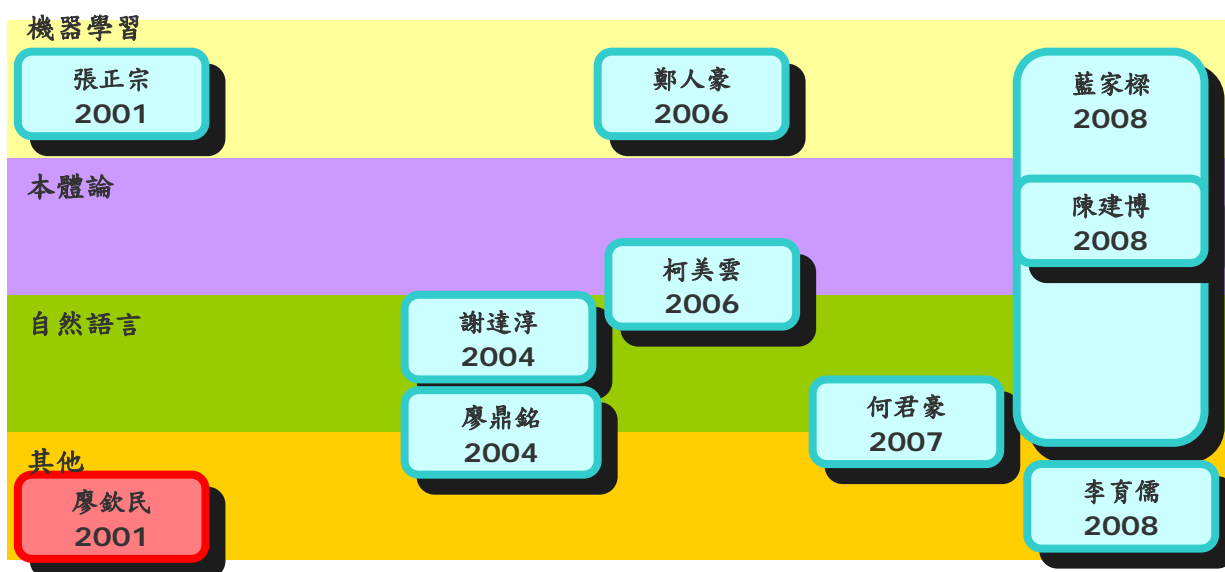 機器學習
張正宗
2001
鄭人豪
2006
藍家樑
2008
本體論
陳建博
2008
柯美雲
2006
自然語言
謝達淳
2004
廖鼎銘
2004
何君豪
2007
其他
廖欽民
2001
李育儒
2008